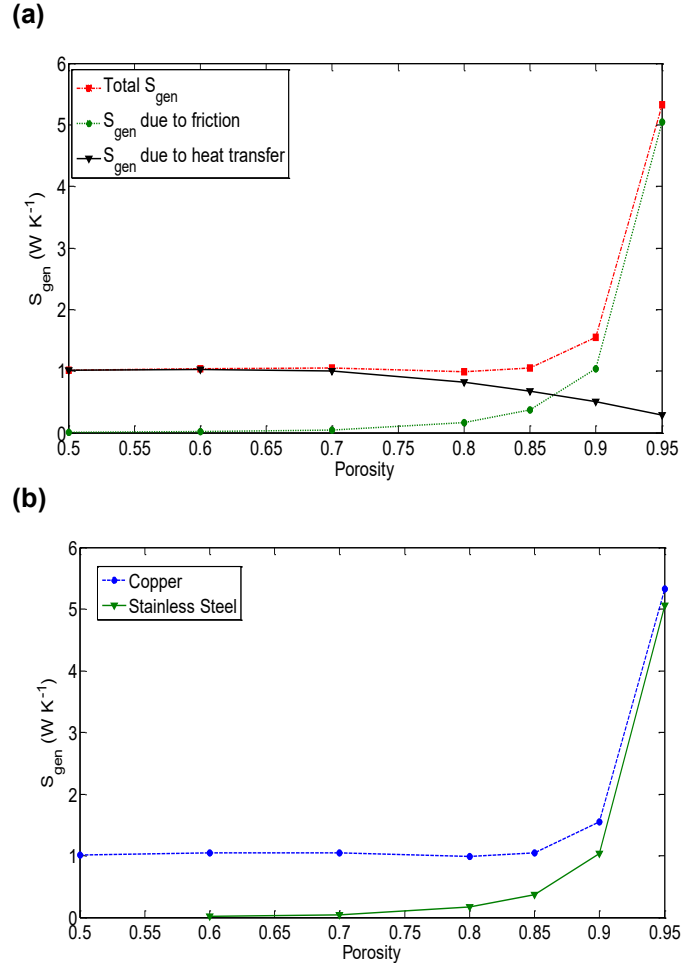 (a)
6
5
4
3
2
1
0
S_gen (W K^-1)
Total S_gen
S_gen due to friction
S_gen due to heat transfer
0.5 0.55 0.6 0.65 0.7 0.75 0.8 0.85 0.9 0.95
Porosity
(b)
6
5
4
3
2
1
0
S_gen (W K^-1)
Copper
Stainless Steel
0.5 0.55 0.6 0.65 0.7 0.75 0.8 0.85 0.9 0.95
Porosity